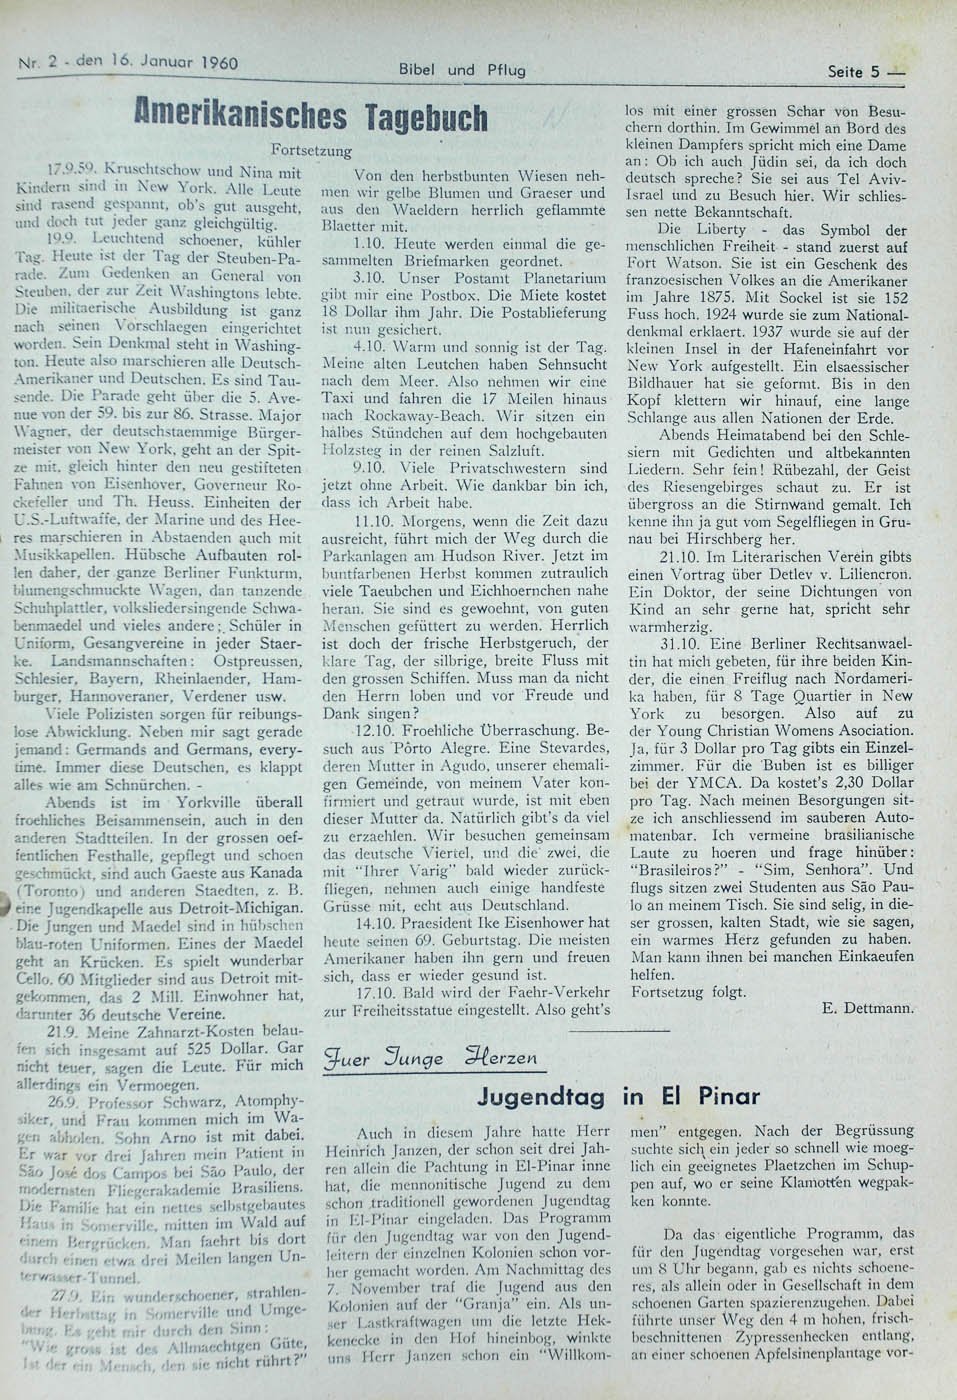 Nr. 2 - den 16. Januar 1960
Bibel und Pflug
Seite 5 —
Amerikanisches Tagebuch
Fortsetzung
17.9.59. Kruschtschow und Nina mit
Kindern sind in New York. Alle Leute
sind rasend gespannt, ob's gut ausgeht,
und doch tut jeder ganz gleichgültig.
19.9. Leuchtend schoener, kühler
Tag. Heute ist der Tag der Steuben-Pa-
rade. Zum Gedenken an General von
Steuben, der zur Zeit Washingtons lebte.
Die militaerische Ausbildung ist ganz
nach seinen Vorschlaegen eingerichtet
worden. Sein Denkmal steht in Washing-
ton. Heute also marschieren alle Deutsch-
Amerikaner und Deutschen. Es sind Tau-
sende. Die Parade geht über die 5. Ave-
nue von der 59. bis zur 86. Strasse. Major
Wagner, der deutschstaemmige Bürger-
meister von New York, geht an der Spit-
ze mit, gleich hinter den neu gestifteten
Fahnen von Eisenhover, Governeur Ro-
ckefeller und Th. Heuss. Einheiten der
U.S.-Luftwaffe, der Marine und des Hee-
res marschieren in Abstaenden auch mit
Musikkapellen. Hübsche Aufbauten rol-
len daher, der ganze Berliner Funkturm,
blumengschmuckte Wagen, dan tanzende
Schuhplattler, volksliedersingende Schwa-
benmaedel und vieles andere; Schüler in
Uniform, Gesangvereine in jeder Staer-
ke. Landsmannschaften: Ostpreussen,
Schlesier, Bayern, Rheinlaender, Ham-
burger, Hannoveraner, Verdener usw.
Viele Polizisten sorgen für reibungs-
lose Abwicklung. Neben mir sagt gerade
jemand: Germands and Germans, every-
time. Immer diese Deutschen, es klappt
alles wie am Schnürchen. -
Abends ist im Yorkville überall
froehliches Beisammensein, auch in den
anderen Stadtteilen. In der grossen oef-
fentlichen Festhalle, gepflegt und schoen
geschmückt, sind auch Gaeste aus Kanada
(Toronto) und anderen Staedten, z. B.
eine Jugendkapelle aus Detroit-Michigan.
Die Jungen und Maedel sind in hübschen
blau-roten Uniformen. Eines der Maedel
geht an Krücken. Es spielt wunderbar
Cello. 60 Mitglieder sind aus Detroit mit-
gekommen, das 2 Mill. Einwohner hat,
darunter 36 deutsche Vereine.
21.9. Meine Zahnarzt-Kosten belau-
fen sich insgesamt auf 525 Dollar. Gar
nicht teuer, sagen die Leute. Für mich
allerdings ein Vermoegen.
26.9. Professor Schwarz, Atomphy-
siker, und Frau kommen mich im Wa-
gen abholen. Sohn Arno ist mit dabei.
Er war vor drei Jahren mein Patient in
São José dos Campos bei São Paulo, der
modernsten Fliegerakademie Brasiliens.
Die Familie hat ein nettes selbstgebautes
Haus in Somerville, mitten im Wald auf
einem Bergrücken. Man faehrt bis dort
durch einen etwa drei Meilen langen Un-
terwasser-Tunnel.
27.9. Ein wunderschoener, strahlen-
der Herbsttag in Somerville und Umge-
bung. Es geht mir durch den Sinn:
"Wie gross ist des Allmaechtgen Güte,
Ist der ein Mensch, den sie nicht rührt?"
Von den herbstbunten Wiesen neh-
men wir gelbe Blumen und Graeser und
aus den Waeldern herrlich geflammte
Blaetter mit.
1.10. Heute werden einmal die ge-
sammelten Briefmarken geordnet.
3.10. Unser Postamt Planetarium
gibt mir eine Postbox. Die Miete kostet
18 Dollar ihm Jahr. Die Postablieferung
ist nun gesichert.
4.10. Warm und sonnig ist der Tag.
Meine alten Leutchen haben Sehnsucht
nach dem Meer. Also nehmen wir eine
Taxi und fahren die 17 Meilen hinaus
nach Rockaway-Beach. Wir sitzen ein
halbes Stündchen auf dem hochgebauten
Holzsteg in der reinen Salzluft.
9.10. Viele Privatschwestern sind
jetzt ohne Arbeit. Wie dankbar bin ich,
dass ich Arbeit habe.
11.10. Morgens, wenn die Zeit dazu
ausreicht, führt mich der Weg durch die
Parkanlagen am Hudson River. Jetzt im
buntfarbenen Herbst kommen zutraulich
viele Taeubchen und Eichhoernchen nahe
heran. Sie sind es gewoehnt, von guten
Menschen gefüttert zu werden. Herrlich
ist doch der frische Herbstgeruch, der
klare Tag, der silbrige, breite Fluss mit
den grossen Schiffen. Muss man da nicht
den Herrn loben und vor Freude und
Dank singen?
12.10. Froehliche Überraschung. Be-
such aus Pôrto Alegre. Eine Stevardes,
deren Mutter in Agudo, unserer ehemali-
gen Gemeinde, von meinem Vater kon-
firmiert und getraut wurde, ist mit eben
dieser Mutter da. Natürlich gibt's da viel
zu erzaehlen. Wir besuchen gemeinsam
das deutsche Viertel, und die zwei, die
mit "Ihrer Varig" bald wieder zurück-
fliegen, nehmen auch einige handfeste
Grüsse mit, echt aus Deutschland.
14.10. Praesident Ike Eisenhower hat
heute seinen 69. Geburtstag. Die meisten
Amerikaner haben ihn gern und freuen
sich, dass er wieder gesund ist.
17.10. Bald wird der Faehr-Verkehr
zur Freiheitsstatue eingestellt. Also geht's
los mit einer grossen Schar von Besu-
chern dorthin. Im Gewimmel an Bord des
kleinen Dampfers spricht mich eine Dame
an: Ob ich auch Jüdin sei, da ich doch
deutsch spreche? Sie sei aus Tel Aviv-
Israel und zu Besuch hier. Wir schlies-
sen nette Bekanntschaft.
Die Liberty - das Symbol der
menschlichen Freiheit - stand zuerst auf
Fort Watson. Sie ist ein Geschenk des
franzoesischen Volkes an die Amerikaner
im Jahre 1875. Mit Sockel ist sie 152
Fuss hoch. 1924 wurde sie zum National-
denkmal erklaert. 1937 wurde sie auf der
kleinen Insel in der Hafeneinfahrt vor
New York aufgestellt. Ein elsaessischer
Bildhauer hat sie geformt. Bis in den
Kopf klettern wir hinauf, eine lange
Schlange aus allen Nationen der Erde.
Abends Heimatabend bei den Schle-
siern mit Gedichten und altbekannten
Liedern. Sehr fein! Rübezahl, der Geist
des Riesengebirges schaut zu. Er ist
übergross an die Stirnwand gemalt. Ich
kenne ihn ja gut vom Segelfliegen in Gru-
nau bei Hirschberg her.
21.10. Im Literarischen Verein gibts
einen Vortrag über Detlev v. Liliencron.
Ein Doktor, der seine Dichtungen von
Kind an sehr gerne hat, spricht sehr
warmherzig.
31.10. Eine Berliner Rechtsanwael-
tin hat mich gebeten, für ihre beiden Kin-
der, die einen Freiflug nach Nordameri-
ka haben, für 8 Tage Quartier in New
York zu besorgen. Also auf zu
der Young Christian Womens Asociation.
Ja, für 3 Dollar pro Tag gibts ein Einzel-
zimmer. Für die Buben ist es billiger
bei der YMCA. Da kostet's 2,30 Dollar
pro Tag. Nach meinen Besorgungen sit-
ze ich anschliessend im sauberen Auto-
matenbar. Ich vermeine brasilianische
Laute zu hoeren und frage hinüber:
"Brasileiros?" - "Sim, Senhora". Und
flugs sitzen zwei Studenten aus São Pau-
lo an meinem Tisch. Sie sind selig, in die-
ser grossen, kalten Stadt, wie sie sagen,
ein warmes Herz gefunden zu haben.
Man kann ihnen bei manchen Einkaeufen
helfen.
Fortsetzug folgt.
E. Dettmann.
Fuer Junge Herzen
Jugendtag in El Pinar
Auch in diesem Jahre hatte Herr
Heinrich Janzen, der schon seit drei Jah-
ren allein die Pachtung in El-Pinar inne
hat, die mennonitische Jugend zu dem
schon traditionell gewordenen Jugendtag
in El-Pinar eingeladen. Das Programm
für den Jugendtag war von den Jugend-
leitern der einzelnen Kolonien schon vor-
her gemacht worden. Am Nachmittag des
7. November traf die Jugend aus den
Kolonien auf der "Granja" ein. Als un-
ser Lastkraftwagen um die letzte Hek-
kenecke in den Hof hineinbog, winkte
uns Herr Janzen schon ein "Willkom-
men" entgegen. Nach der Begrüssung
suchte sich ein jeder so schnell wie moeg-
lich ein geeignetes Plaetzchen im Schup-
pen auf, wo er seine Klamotten wegpak-
ken konnte.
Da das eigentliche Programm, das
für den Jugendtag vorgesehen war, erst
um 8 Uhr begann, gab es nichts schoene-
res, als allein oder in Gesellschaft in dem
schoenen Garten spazierenzugehen. Dabei
führte unser Weg den 4 m hohen, frisch-
beschnittenen Zypressenhecken entlang,
an einer schoenen Apfelsinenplantage vor-